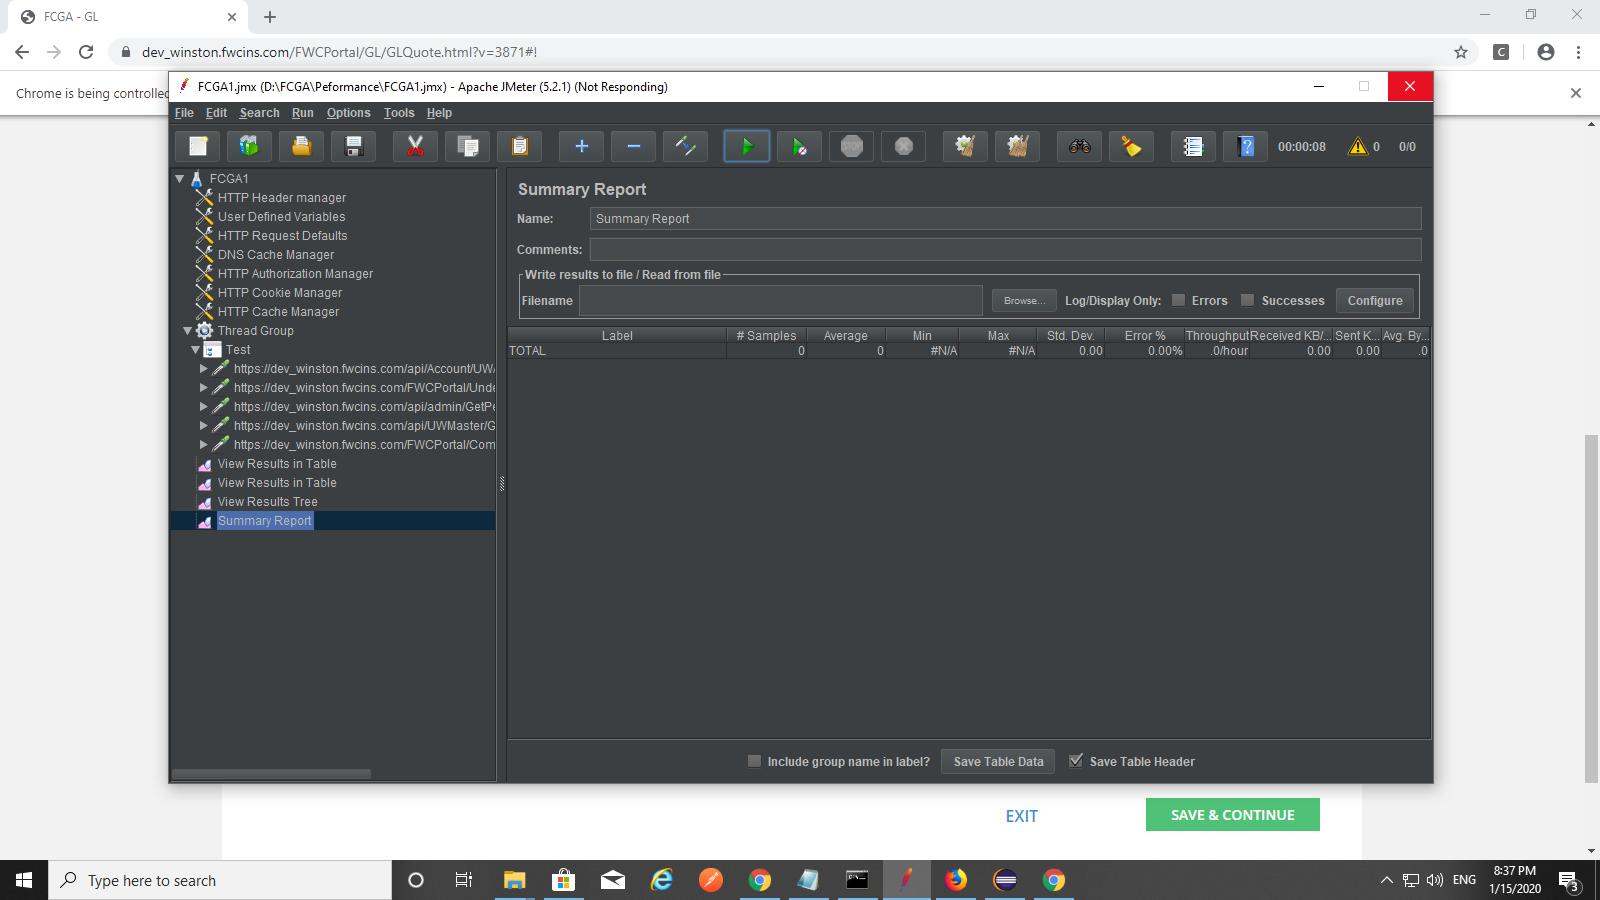 FCGA - GL
dev_winston.fwcins.com/FWCPortal/GL/GLQuote.html?v=3871#!
Chrome is being controlled
FCGA1.jmx (D:\FCGA\Peformance\FCGA1.jmx) - Apache JMeter (5.2.1) (Not Responding)
File Edit Search Run Options Tools Help
STOP 00:00:08 0 0/0
FCGA1
HTTP Header manager
User Defined Variables
HTTP Request Defaults
DNS Cache Manager
HTTP Authorization Manager
HTTP Cookie Manager
HTTP Cache Manager
Thread Group
Test
https://dev_winston.fwcins.com/api/Account/UW/
https://dev_winston.fwcins.com/FWCPortal/Unde
https://dev_winston.fwcins.com/api/admin/GetPe
https://dev_winston.fwcins.com/api/UWMaster/G
https://dev_winston.fwcins.com/FWCPortal/Com
View Results in Table
View Results in Table
View Results Tree
Summary Report
Summary Report
Name: Summary Report
Comments:
Write results to file / Read from file
Filename Browse... Log/Display Only: Errors Successes Configure
Label # Samples Average Min Max Std. Dev. Error % Throughput Received KB/... Sent K... Avg. By...
TOTAL 0 0 #N/A #N/A 0.00 0.00% .0/hour 0.00 0.00 .0
Include group name in label? Save Table Data Save Table Header
EXIT SAVE & CONTINUE
Type here to search
ENG
8:37 PM
1/15/2020
3